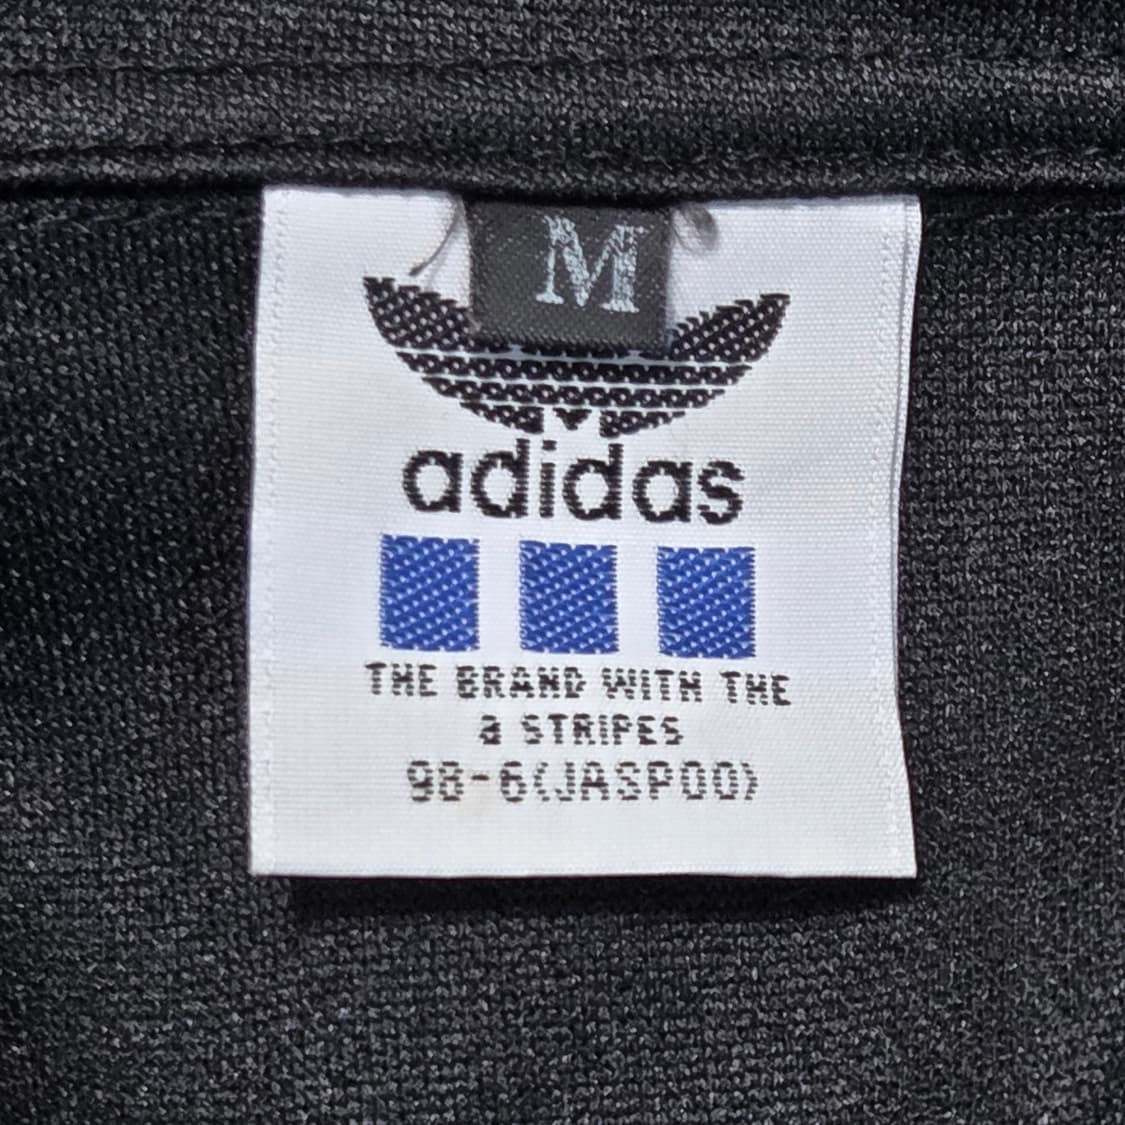 M
adidas
THE BRAND WITH THE
3 STRIPES
98-6(JASPOO)